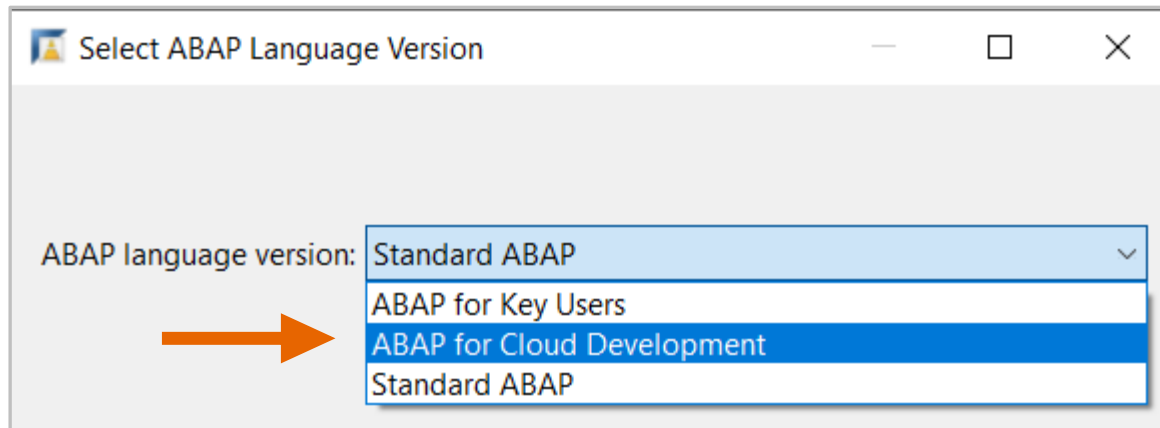 Select ABAP Language Version
ABAP language version: Standard ABAP
ABAP for Key Users
ABAP for Cloud Development
Standard ABAP